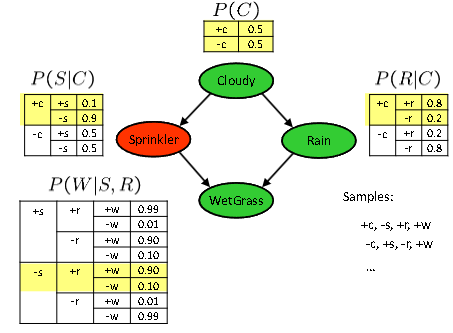 P(C)
+c 0.5
-c 0.5
Cloudy
P(S|C)
+c +s 0.1
-s 0.9
-c +s 0.5
-s 0.5
P(R|C)
+c +r 0.8
-r 0.2
-c +r 0.2
-r 0.8
Sprinkler
Rain
WetGrass
P(W|S, R)
+s +r +w 0.99
-w 0.01
-r +w 0.90
-w 0.10
-s +r +w 0.90
-w 0.10
-r +w 0.01
-w 0.99
Samples:
+c, -s, +r, +w
-c, +s, -r, +w
...